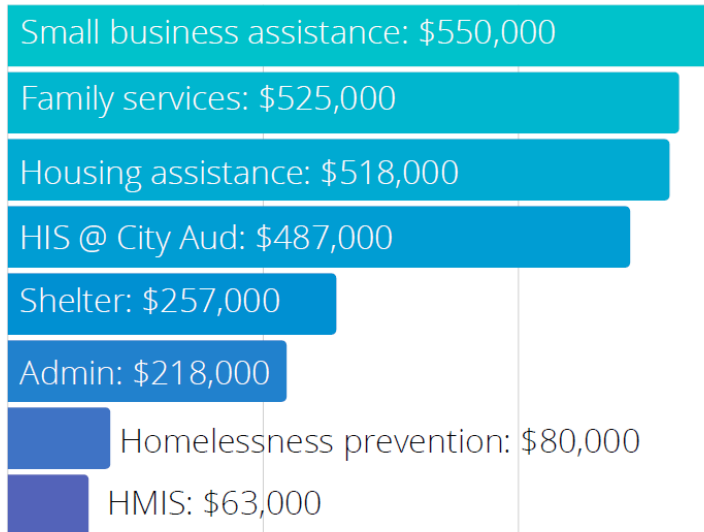 Small business assistance: $550,000
Family services: $525,000
Housing assistance: $518,000
HIS @ City Aud: $487,000
Shelter: $257,000
Admin: $218,000
Homelessness prevention: $80,000
HMIS: $63,000